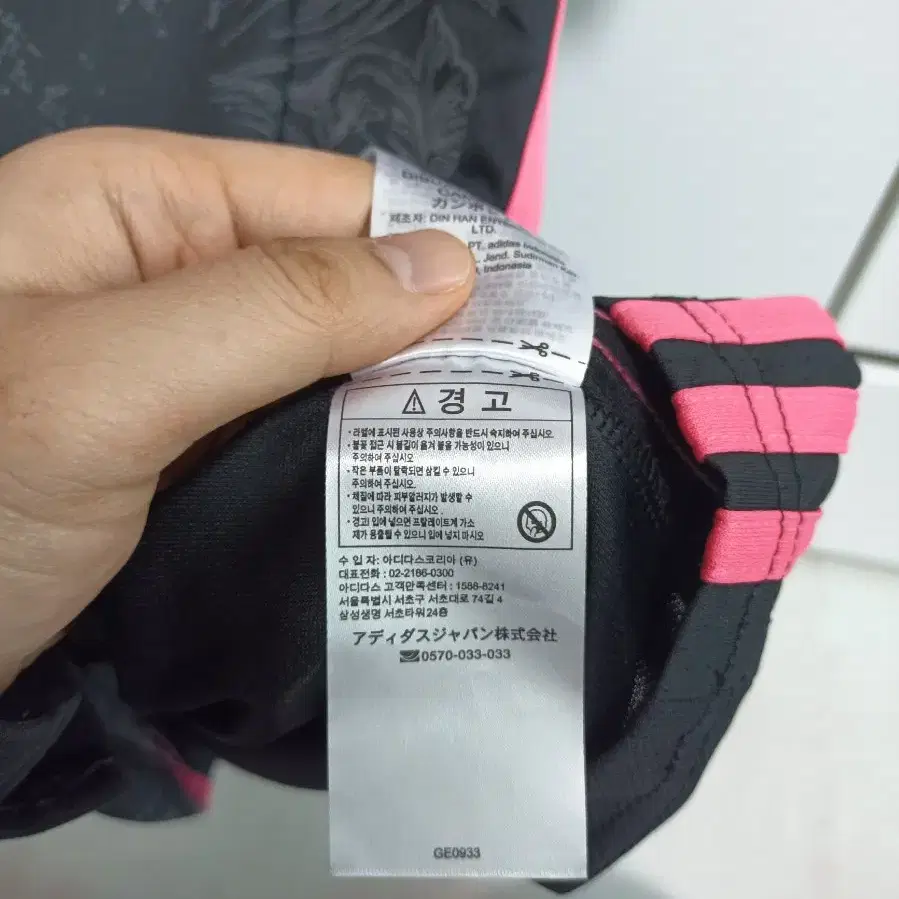 カンボ
제조자: DIN HAN
LTD.
PT. adidas Indonesia
Jend. Sudirman
Indonesia
⚠ 경 고
• 라벨에 표시된 사용상 주의사항을 반드시 숙지하여 주십시오.
• 불꽃 접근 시 불길이 옮겨 붙을 가능성이 있으니
주의하여 주십시오
• 작은 부품이 탈락되면 삼킬 수 있으니
주의하여 주십시오.
• 체질에 따라 피부알러지가 발생할 수
있으니 주의하여 주십시오.
• 경고! 입에 넣으면 프탈레이트계 가소
제가 용출될 수 있으니 입에 넣지 마시오
수 입 자: 아디다스코리아 (유)
대표전화 : 02-2186-0300
아디다스 고객만족센터 : 1588-8241
서울특별시 서초구 서초대로 74길 4
삼성생명 서초타워24층
アディダスジャパン株式会社
0570-033-033
GE0933